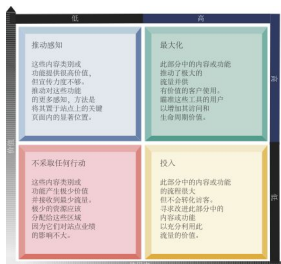 低
高
推动感知
这些内容类别或
功能提供很高价值，
但宣传力度不够。
推动对这些功能
的更多感知，方法是
将其置于站点上的关键
页面内的显著位置。
最大化
此部分中的内容或功能
推动了极大的
流量并供
有价值的客户使用。
瞄准这些工具的用户
以增加其访问和
生命周期价值。
高
不采取任何行动
这些内容类别或
功能产生极少价值
并接收到最少流量。
极少的资源应该
分配给这些区域
因为它们对站点业绩
的影响不大。
投入
此部分中的内容或功能
的流程很大
但不会转化访客。
寻求改进此部分中的
内容或功能
以充分利用此
流量的价值。
低